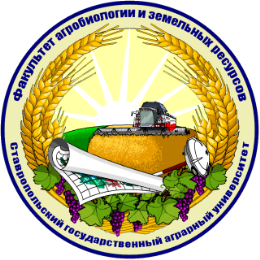 Факультет агробиологии и земельных ресурсов
Ставропольский государственный аграрный университет